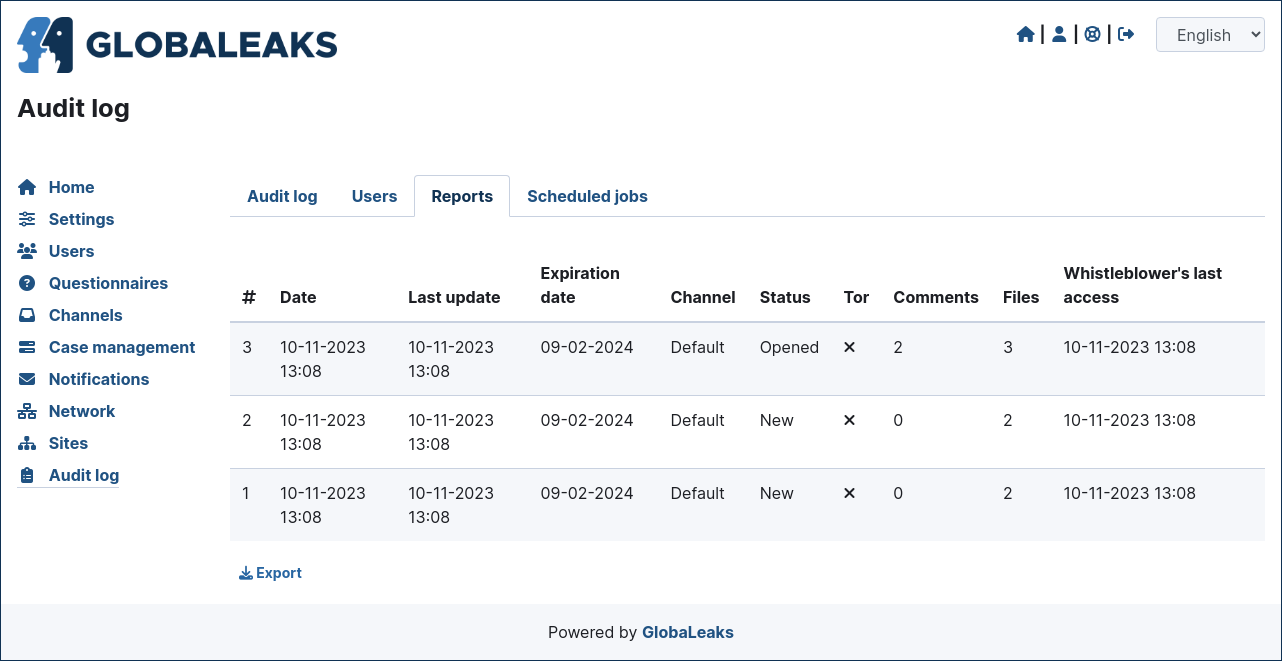 GLOBALEAKS
| | |
English
Audit log
Home
Settings
Users
Questionnaires
Channels
Case management
Notifications
Network
Sites
Audit log
Audit log Users Reports Scheduled jobs
# Date Last update Expiration date Channel Status Tor Comments Files Whistleblower's last access
3 10-11-2023 13:08 10-11-2023 13:08 09-02-2024 Default Opened 2 3 10-11-2023 13:08
2 10-11-2023 13:08 10-11-2023 13:08 09-02-2024 Default New 0 2 10-11-2023 13:08
1 10-11-2023 13:08 10-11-2023 13:08 09-02-2024 Default New 0 2 10-11-2023 13:08
Export
Powered by GlobaLeaks